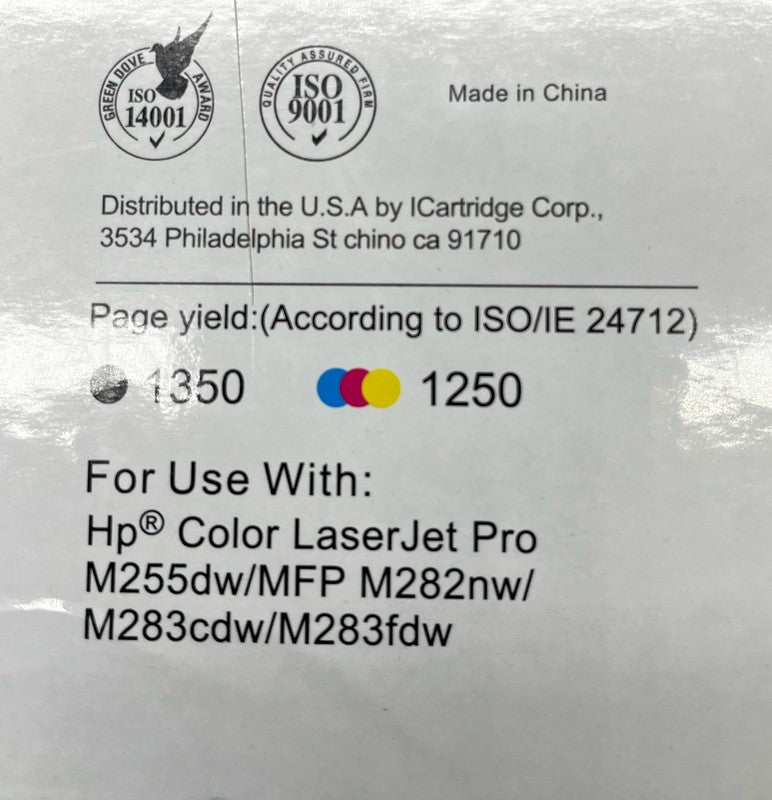 GREEN DOVE AWARD
ISO
14001
QUALITY ASSURED FIRM
ISO
9001
Made in China
Distributed in the U.S.A by ICartridge Corp.,
3534 Philadelphia St chino ca 91710
Page yield:(According to ISO/IE 24712)
1350 1250
For Use With:
Hp® Color LaserJet Pro
M255dw/MFP M282nw/
M283cdw/M283fdw